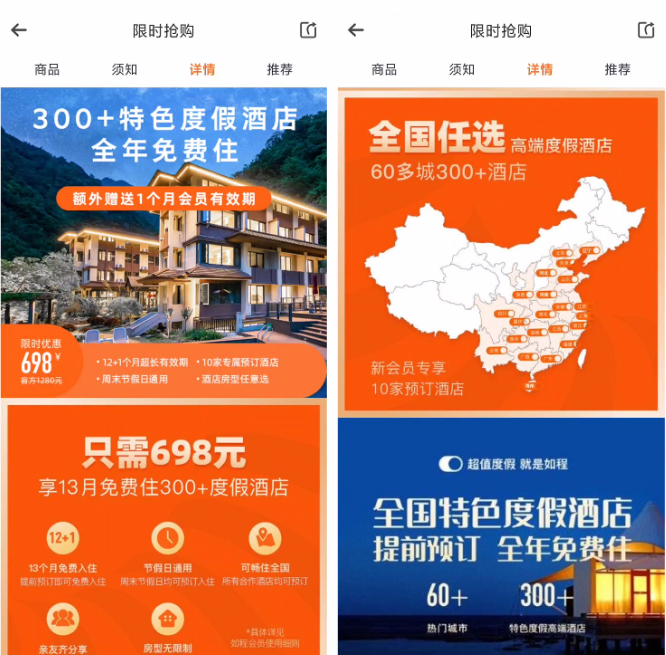 限时抢购
商品
须知
详情
推荐
300+特色度假酒店
全年免费住
额外赠送1个月会员有效期
限时优惠
698¥
官方1280元
•12+1个月超长有效期
•10家专属预订酒店
•周末节假日通用
•酒店房型任意选
只需698元
享13月免费住300+度假酒店
12+1
13个月免费入住
提前预订即可免费入住
节假日通用
周末节假日均可预订入住
可畅住全国
所有合作酒店均可预订
亲友齐分享
房型无限制
*具体详见
如程会员使用细则
限时抢购
商品
须知
详情
推荐
全国任选 高端度假酒店
60多城300+酒店
新会员专享
10家预订酒店
超值度假 就是如程
全国特色度假酒店
提前预订 全年免费住
60+
热门城市
300+
特色度假高端酒店